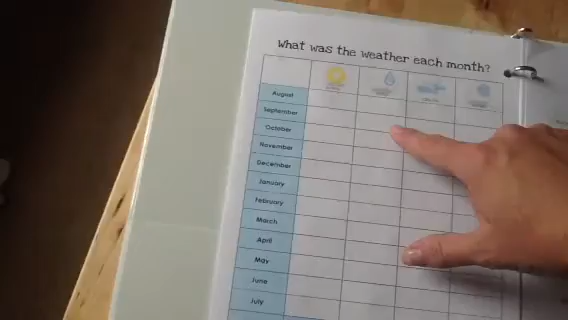 What was the weather each month?
August
September
October
November
December
January
February
March
April
May
June
July